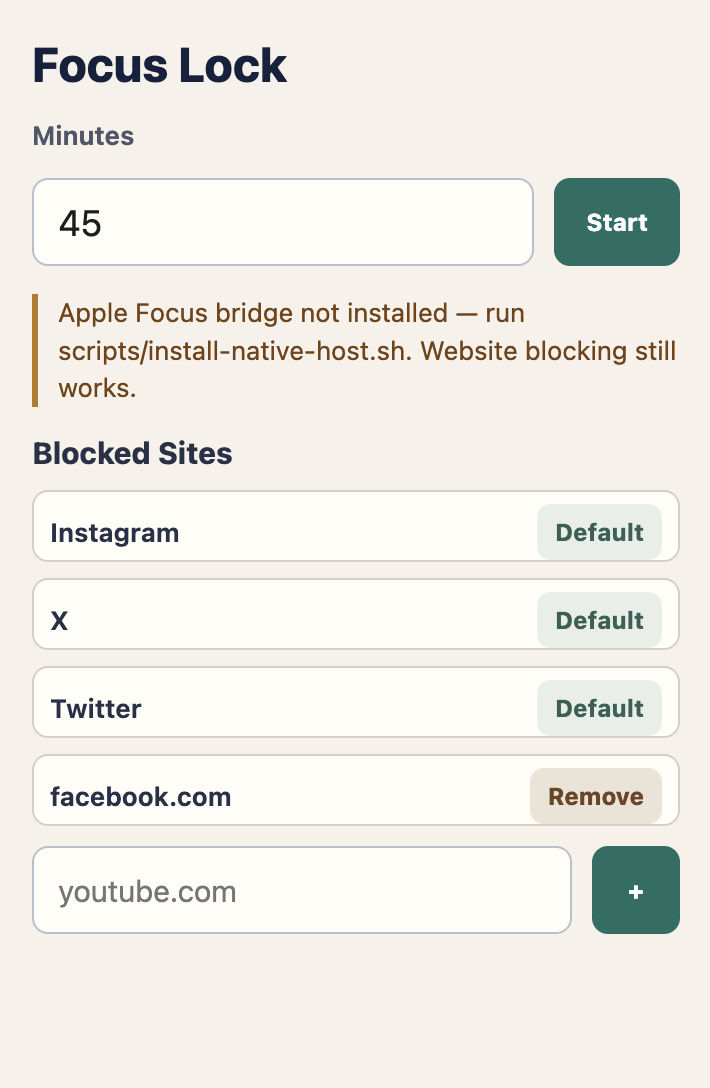 Focus Lock
Minutes
45
Start
Apple Focus bridge not installed — run
scripts/install-native-host.sh. Website blocking still
works.
Blocked Sites
Instagram
Default
X
Default
Twitter
Default
facebook.com
Remove
youtube.com
+